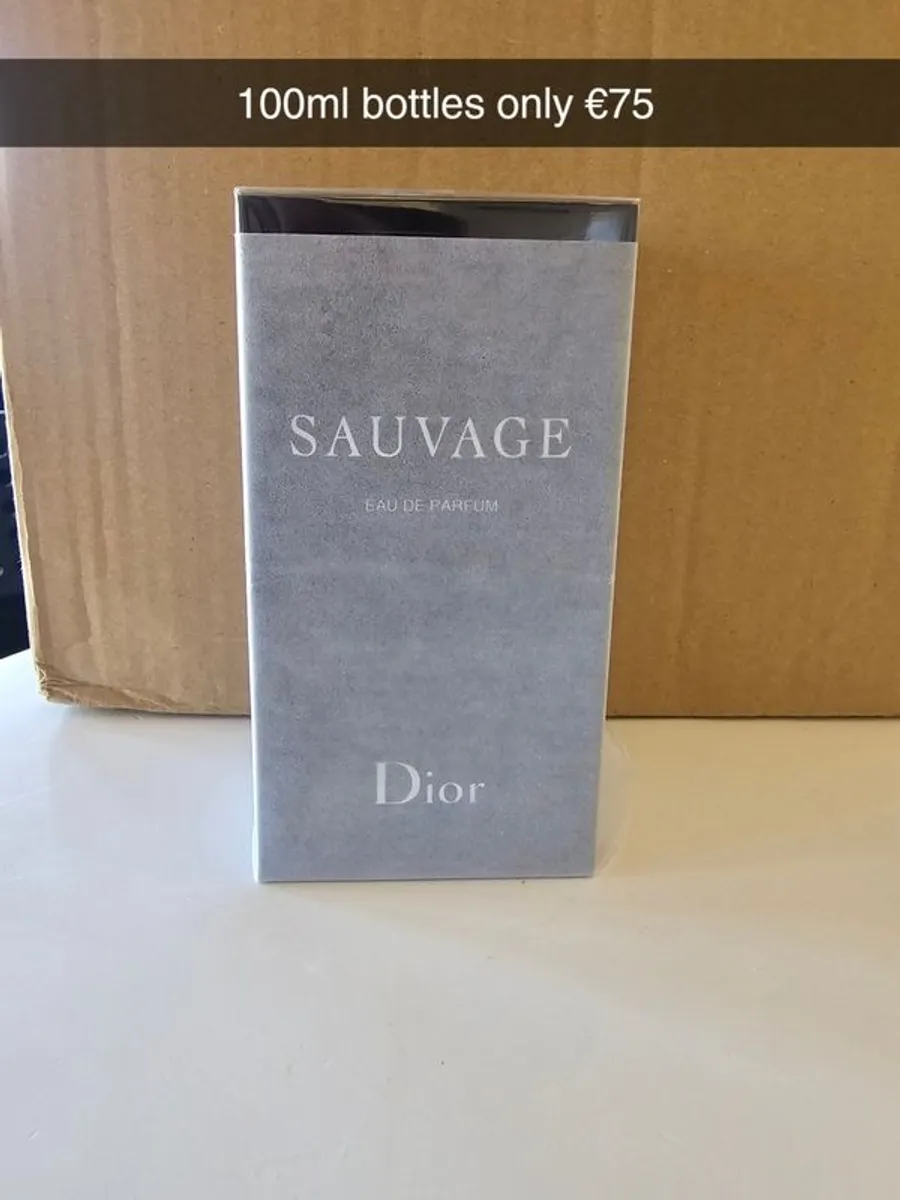 100ml bottles only €75
SAUVAGE
EAU DE PARFUM
Dior